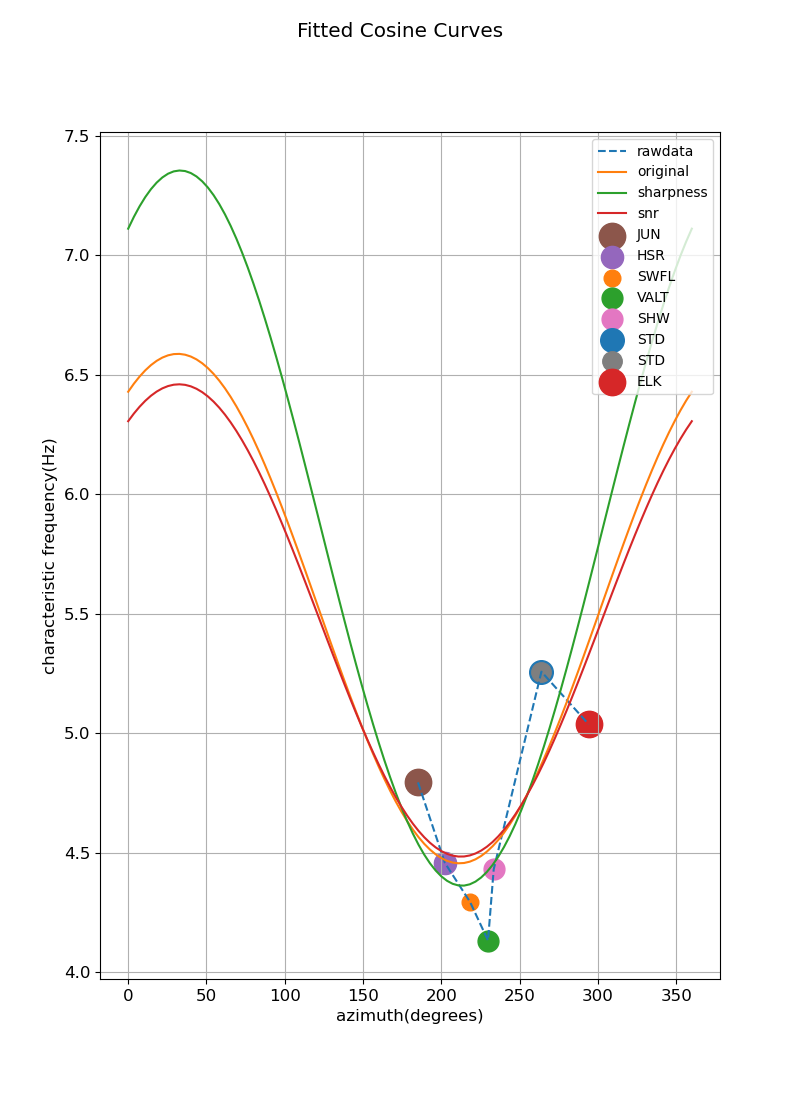 Fitted Cosine Curves
7.5
7.0
6.5
6.0
5.5
5.0
4.5
4.0
characteristic frequency(Hz)
rawdata
original
sharpness
snr
JUN
HSR
SWFL
VALT
SHW
STD
STD
ELK
0 50 100 150 200 250 300 350
azimuth(degrees)